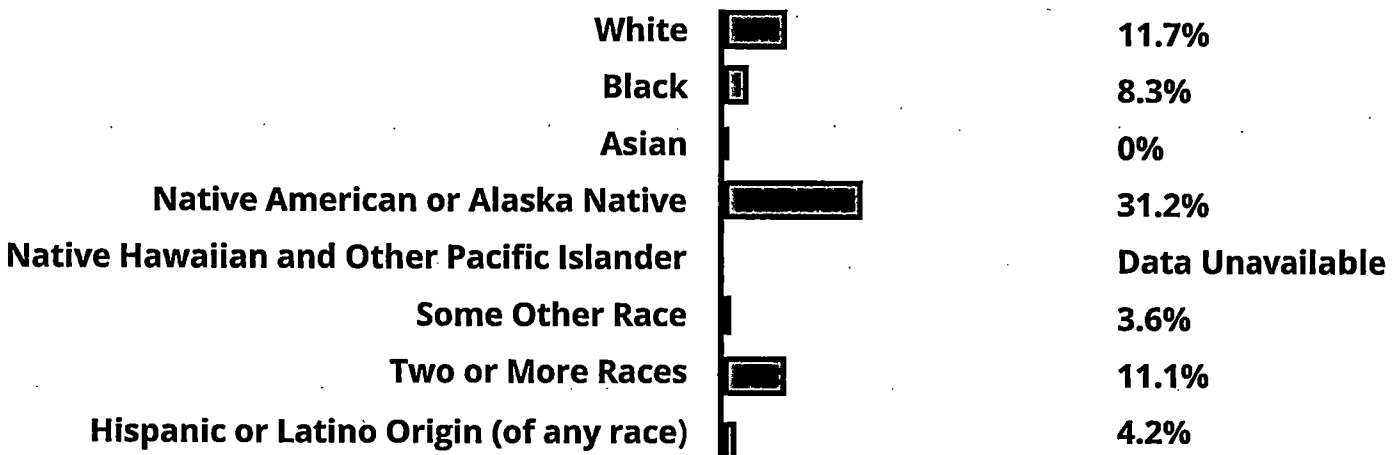 White 11.7%
Black 8.3%
Asian 0%
Native American or Alaska Native 31.2%
Native Hawaiian and Other Pacific Islander Data Unavailable
Some Other Race 3.6%
Two or More Races 11.1%
Hispanic or Latino Origin (of any race) 4.2%